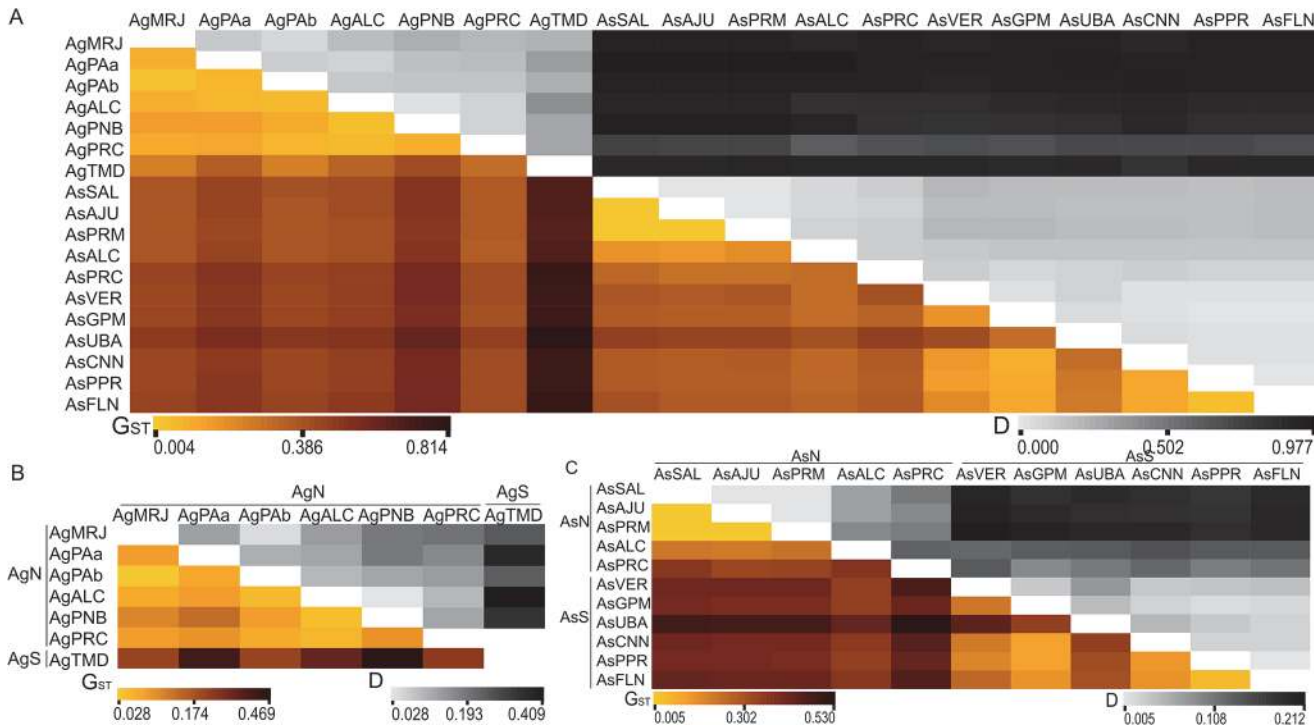 A
AgMRJ AgPAa AgPAb AgALC AgPNB AgPRC AgTMD AsSAL AsAJU AsPRM AsALC AsPRC AsVER AsGPM AsUBA AsCNN AsPPR AsFLN
AgMRJ
AgPAa
AgPAb
AgALC
AgPNB
AgPRC
AgTMD
AsSAL
AsAJU
AsPRM
AsALC
AsPRC
AsVER
AsGPM
AsUBA
AsCNN
AsPPR
AsFLN
GST
0.004 0.386 0.814
D
0.000 0.502 0.977
B
AgN AgS
AgMRJ AgPAa AgPAb AgALC AgPNB AgPRC AgTMD
AgN
AgMRJ
AgPAa
AgPAb
AgALC
AgPNB
AgPRC
AgS AgTMD
GST
0.028 0.174 0.469
D
0.028 0.193 0.409
C
AsN AsS
AsSAL AsAJU AsPRM AsALC AsPRC AsVER AsGPM AsUBA AsCNN AsPPR AsFLN
AsN
AsSAL
AsAJU
AsPRM
AsALC
AsPRC
AsS
AsVER
AsGPM
AsUBA
AsCNN
AsPPR
AsFLN
GST
0.005 0.302 0.530
D
0.005 0.108 0.212